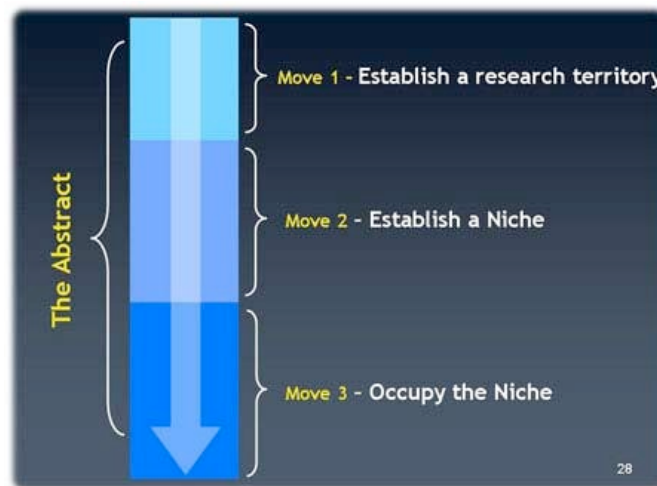 The Abstract
Move 1 - Establish a research territory
Move 2 - Establish a Niche
Move 3 - Occupy the Niche
28